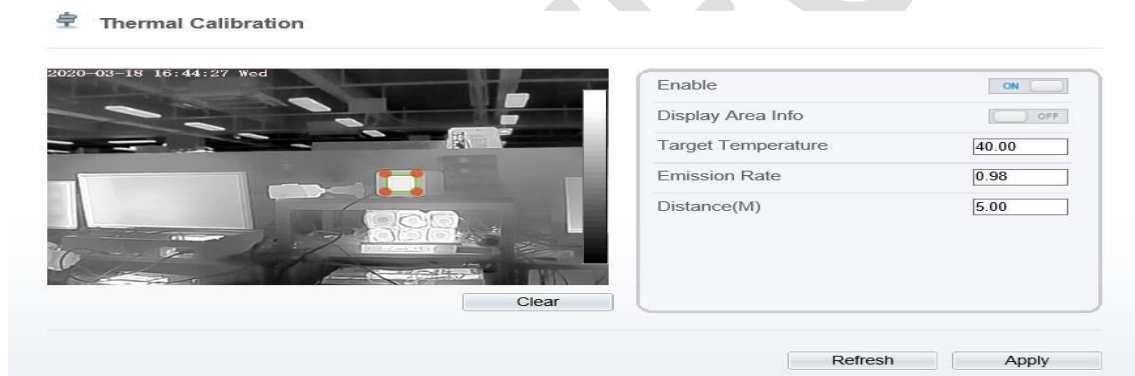 Thermal Calibration
2020-03-18 16:44:27 Wed
Enable ON
Display Area Info OFF
Target Temperature 40.00
Emission Rate 0.98
Distance(M) 5.00
Clear
Refresh Apply